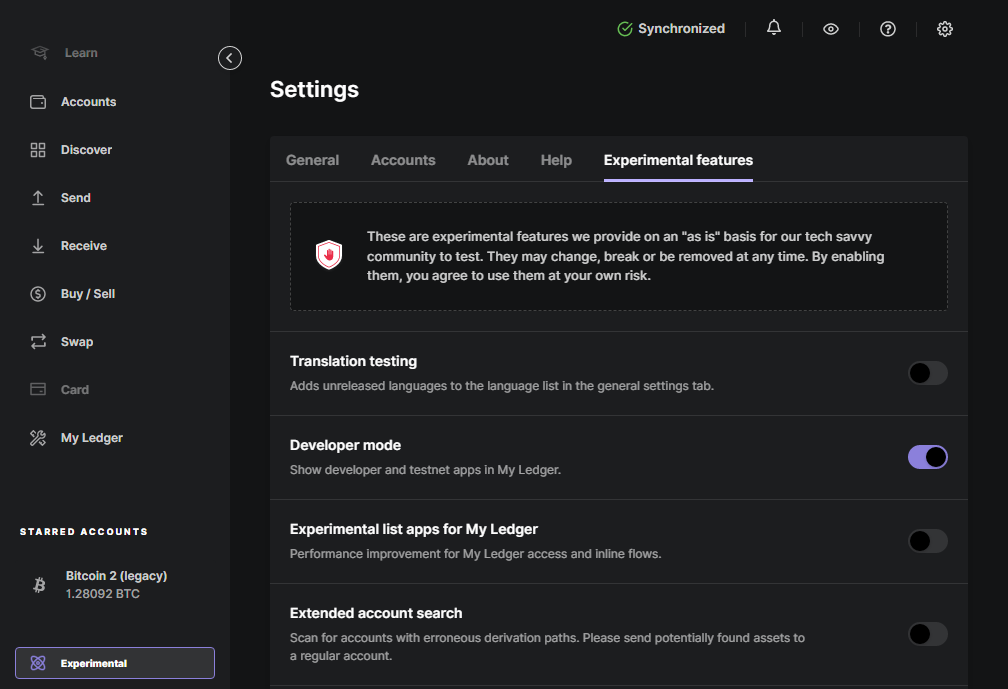 Learn
Accounts
Discover
Send
Receive
Buy / Sell
Swap
Card
My Ledger
STARRED ACCOUNTS
Bitcoin 2 (legacy)
1.28092 BTC
Experimental
Synchronized
Settings
General Accounts About Help Experimental features
These are experimental features we provide on an "as is" basis for our tech savvy
community to test. They may change, break or be removed at any time. By enabling
them, you agree to use them at your own risk.
Translation testing
Adds unreleased languages to the language list in the general settings tab.
Developer mode
Show developer and testnet apps in My Ledger.
Experimental list apps for My Ledger
Performance improvement for My Ledger access and inline flows.
Extended account search
Scan for accounts with erroneous derivation paths. Please send potentially found assets to
a regular account.